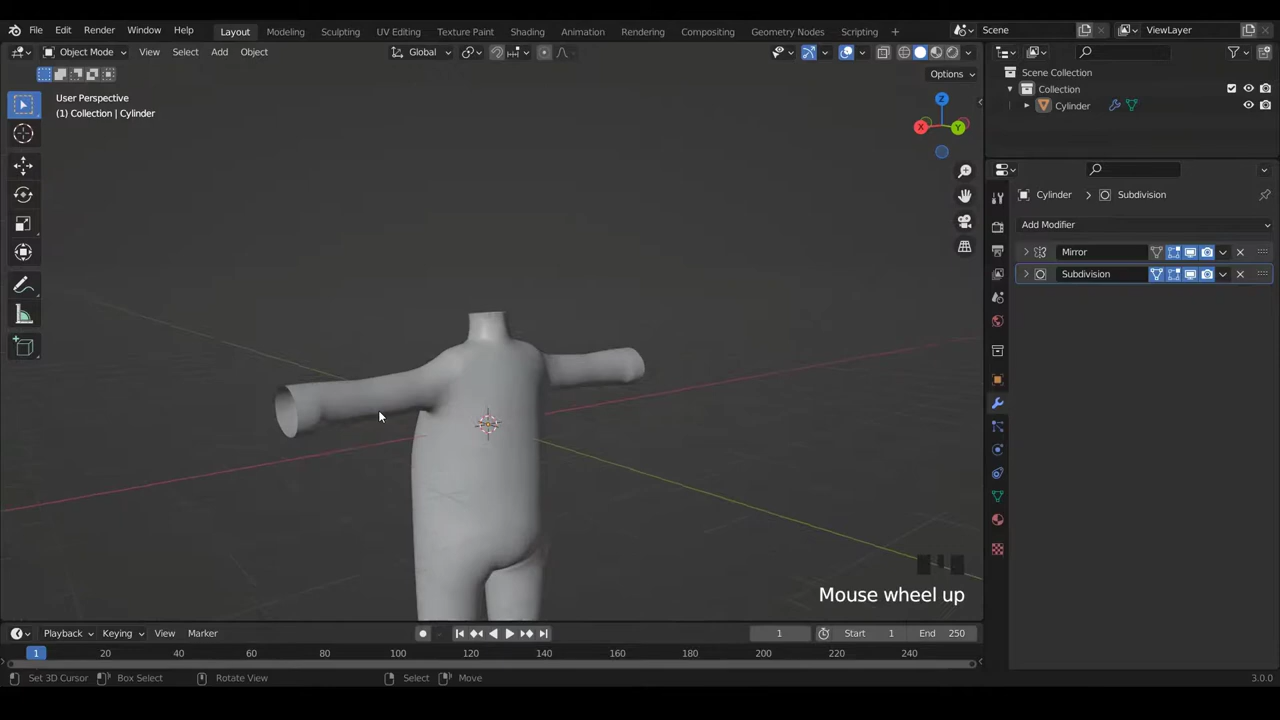 File Edit Render Window Help Layout Modeling Sculpting UV Editing Texture Paint Shading Animation Rendering Compositing Geometry Nodes Scripting + Scene ViewLayer
Object Mode View Select Add Object Global
Options
User Perspective
(1) Collection | Cylinder
Z
X
Y
Scene Collection
Collection
Cylinder
Cylinder Subdivision
Add Modifier
Mirror
Subdivision
Mouse wheel up
Playback Keying View Marker 1 Start 1 End 250
1 20 40 60 80 100 120 140 160 180 200 220 240
Set 3D Cursor Box Select Rotate View Select Move 3.0.0